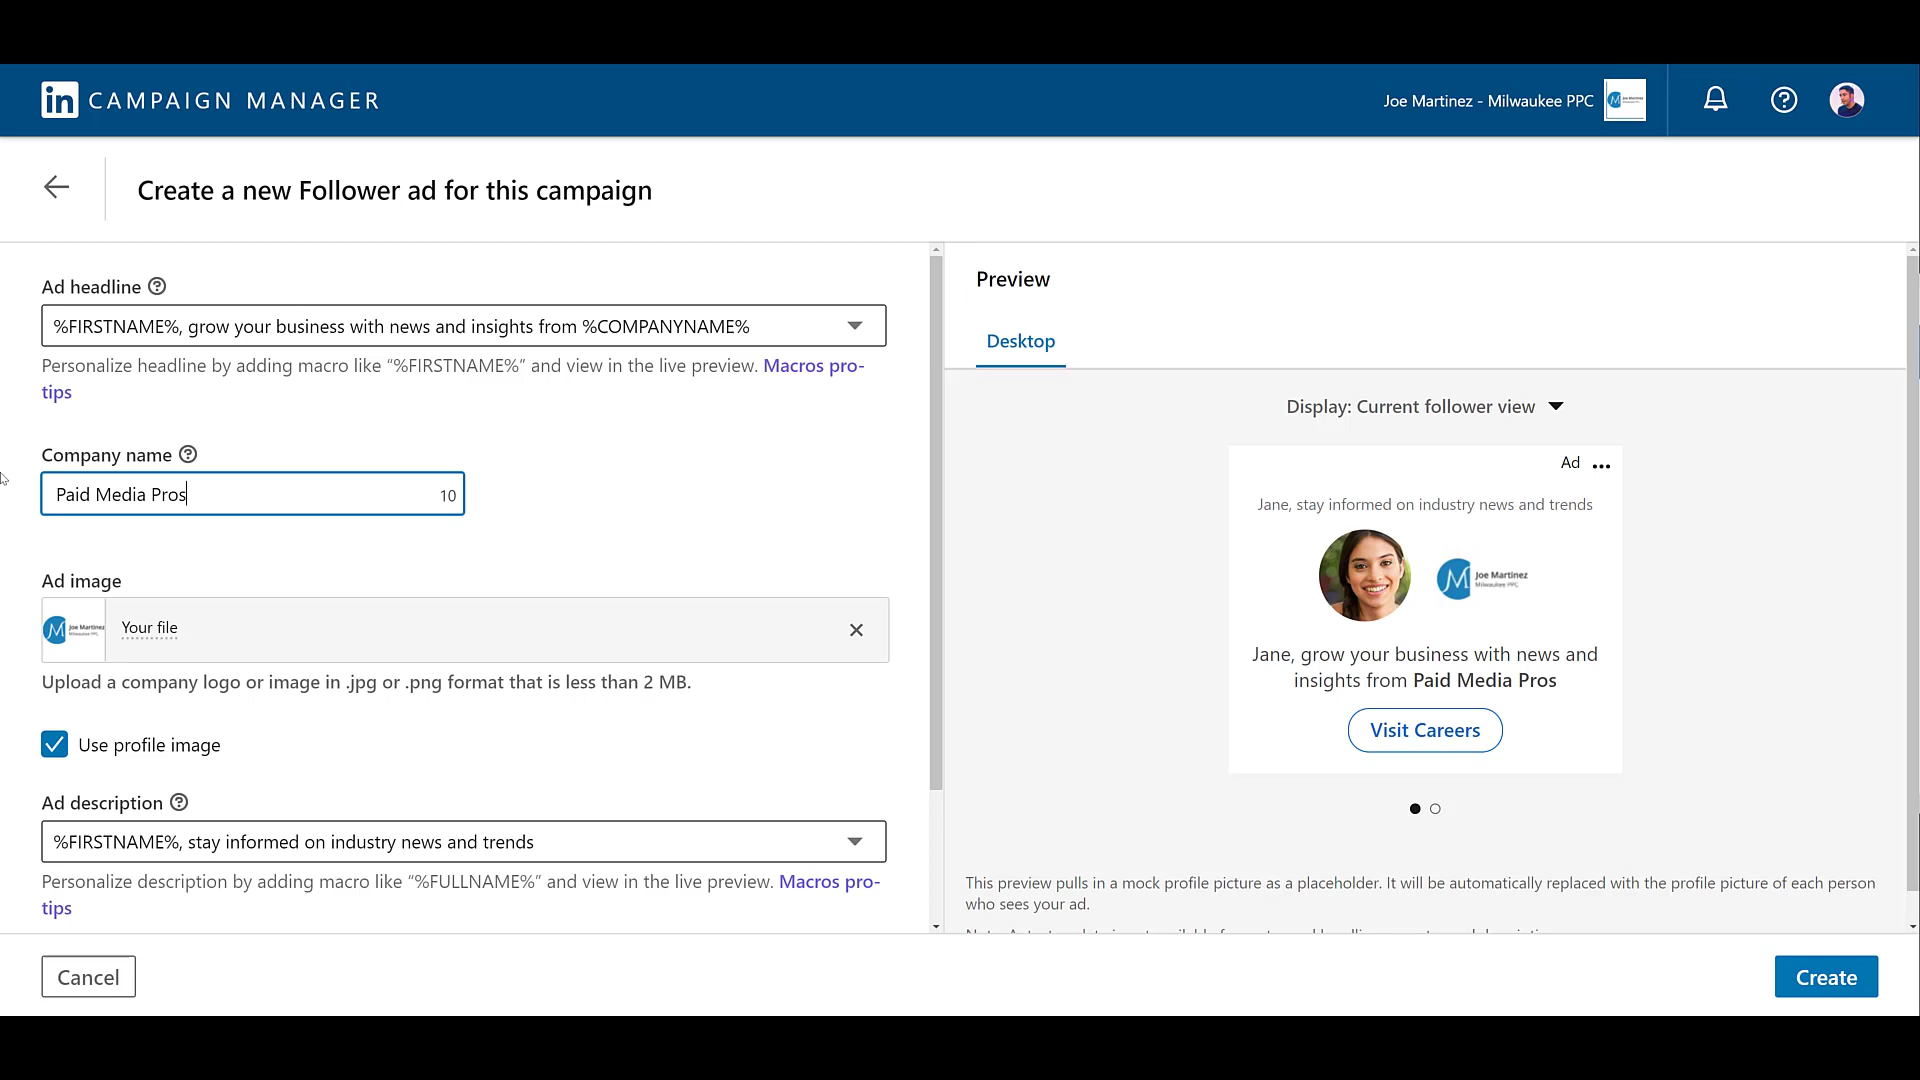 in CAMPAIGN MANAGER
Joe Martinez - Milwaukee PPC
Create a new Follower ad for this campaign
Ad headline
%FIRSTNAME%, grow your business with news and insights from %COMPANYNAME%
Personalize headline by adding macro like “%FIRSTNAME%” and view in the live preview. Macros pro-
tips
Company name
Paid Media Pros 10
Ad image
Joe Martinez
Milwaukee PPC
Your file
Upload a company logo or image in .jpg or .png format that is less than 2 MB.
Use profile image
Ad description
%FIRSTNAME%, stay informed on industry news and trends
Personalize description by adding macro like “%FULLNAME%” and view in the live preview. Macros pro-
tips
Preview
Desktop
Display: Current follower view
Ad
Jane, stay informed on industry news and trends
M Joe Martinez
Milwaukee PPC
Jane, grow your business with news and
insights from Paid Media Pros
Visit Careers
This preview pulls in a mock profile picture as a placeholder. It will be automatically replaced with the profile picture of each person
who sees your ad.
Cancel
Create